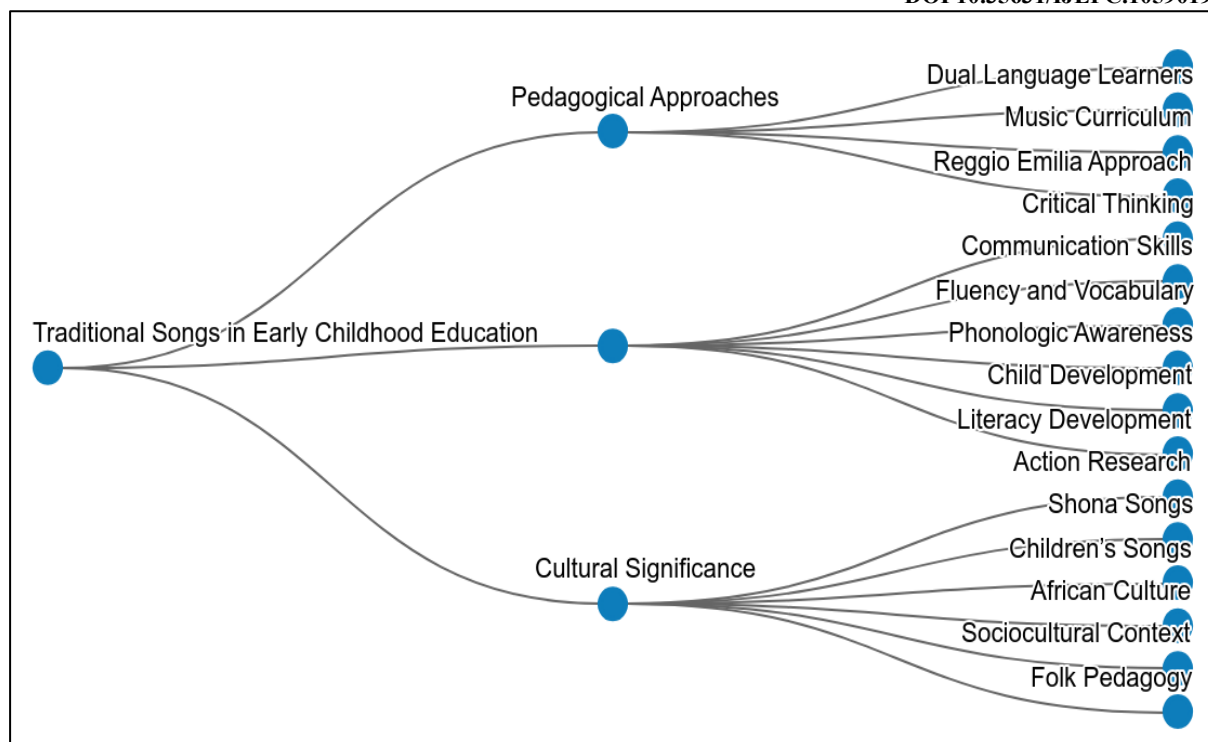 Pedagogical Approaches
Dual Language Learners
Music Curriculum
Reggio Emilia Approach
Critical Thinking
Traditional Songs in Early Childhood Education
Communication Skills
Fluency and Vocabulary
Phonologic Awareness
Child Development
Literacy Development
Action Research
Cultural Significance
Shona Songs
Children's Songs
African Culture
Sociocultural Context
Folk Pedagogy